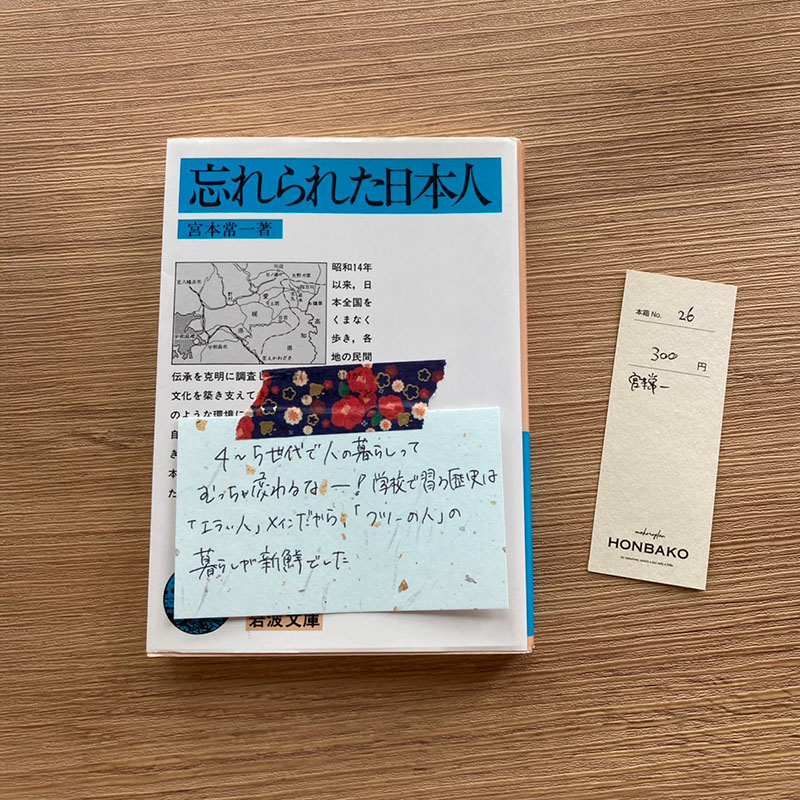 忘れられた日本人
宮本常一著
昭和14年
以来，日
本全国を
くまなく
歩き，各
地の民間
伝承を克明に調査し
文化を築き支えて
のような環境に
自
き
本
た
4〜5世代で人の暮らしって
むっちゃ変わるなー!学校で習う歴史は
「エラい人」メインだから、「フツーの人」の
暮らしが新鮮でした
岩波文庫
本箱 No. 26
300 円
宮本常一
HONBAKO